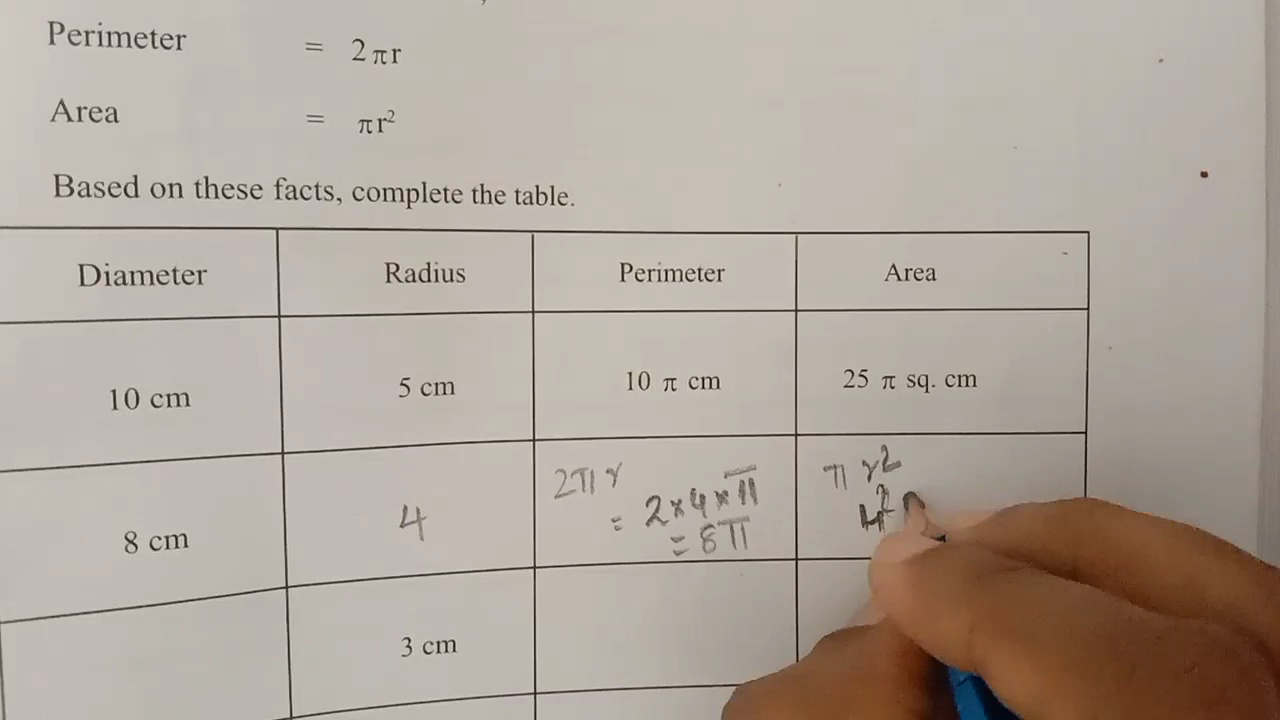 Perimeter = 2πr
Area = πr²
Based on these facts, complete the table.
Diameter Radius Perimeter Area
10 cm 5 cm 10 π cm 25 π sq. cm
8 cm 4 2πr = 2×4×π = 8π πr² 4²
3 cm